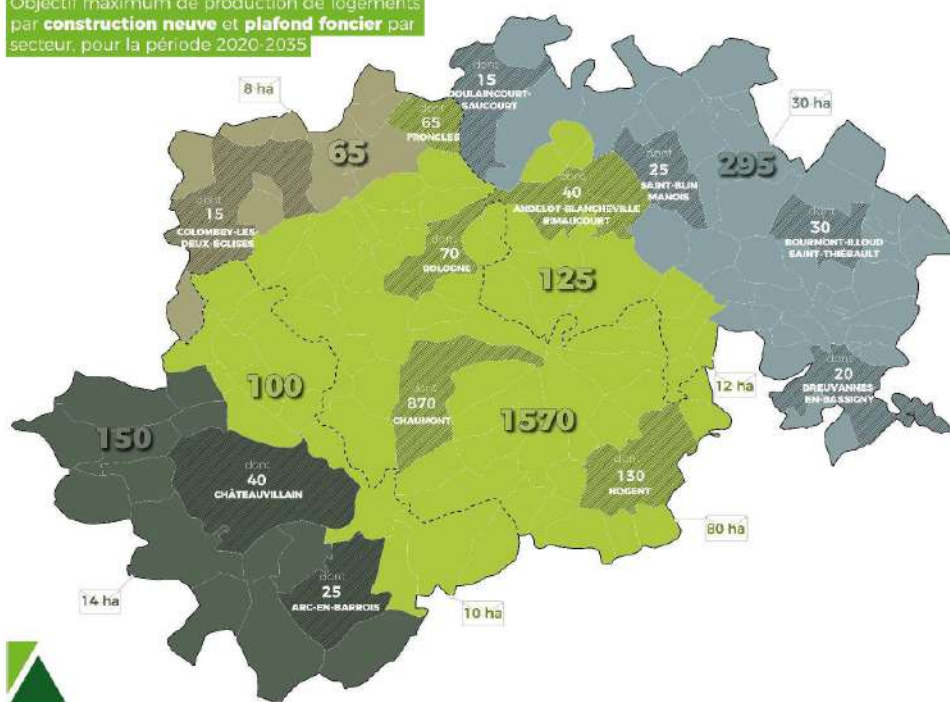 Objectif maximum de production de logements
par construction neuve et plafond foncier par
secteur, pour la période 2020-2035
8 ha
dont
15
DOULAINCOURT-
SAUCOURT
30 ha
dont
65
FRONCLES
65
295
dont
25
SAINT-BLIN
MANOIS
dont
40
ANDELOT-BLANCHEVILLE
RIMAUCOURT
dont
15
COLOMBEY-LES-
DEUX-ÉGLISES
dont
30
BOURMONT-ILLOUD
SAINT-THIÉBAULT
dont
70
BOLOGNE
125
100
dont
870
CHAUMONT
1570
12 ha
dont
20
BREUVANNES
EN-BASSIGNY
150
dont
40
CHÂTEAUVILLAIN
dont
130
NOGENT
80 ha
dont
25
ARC-EN-BARROIS
14 ha
10 ha